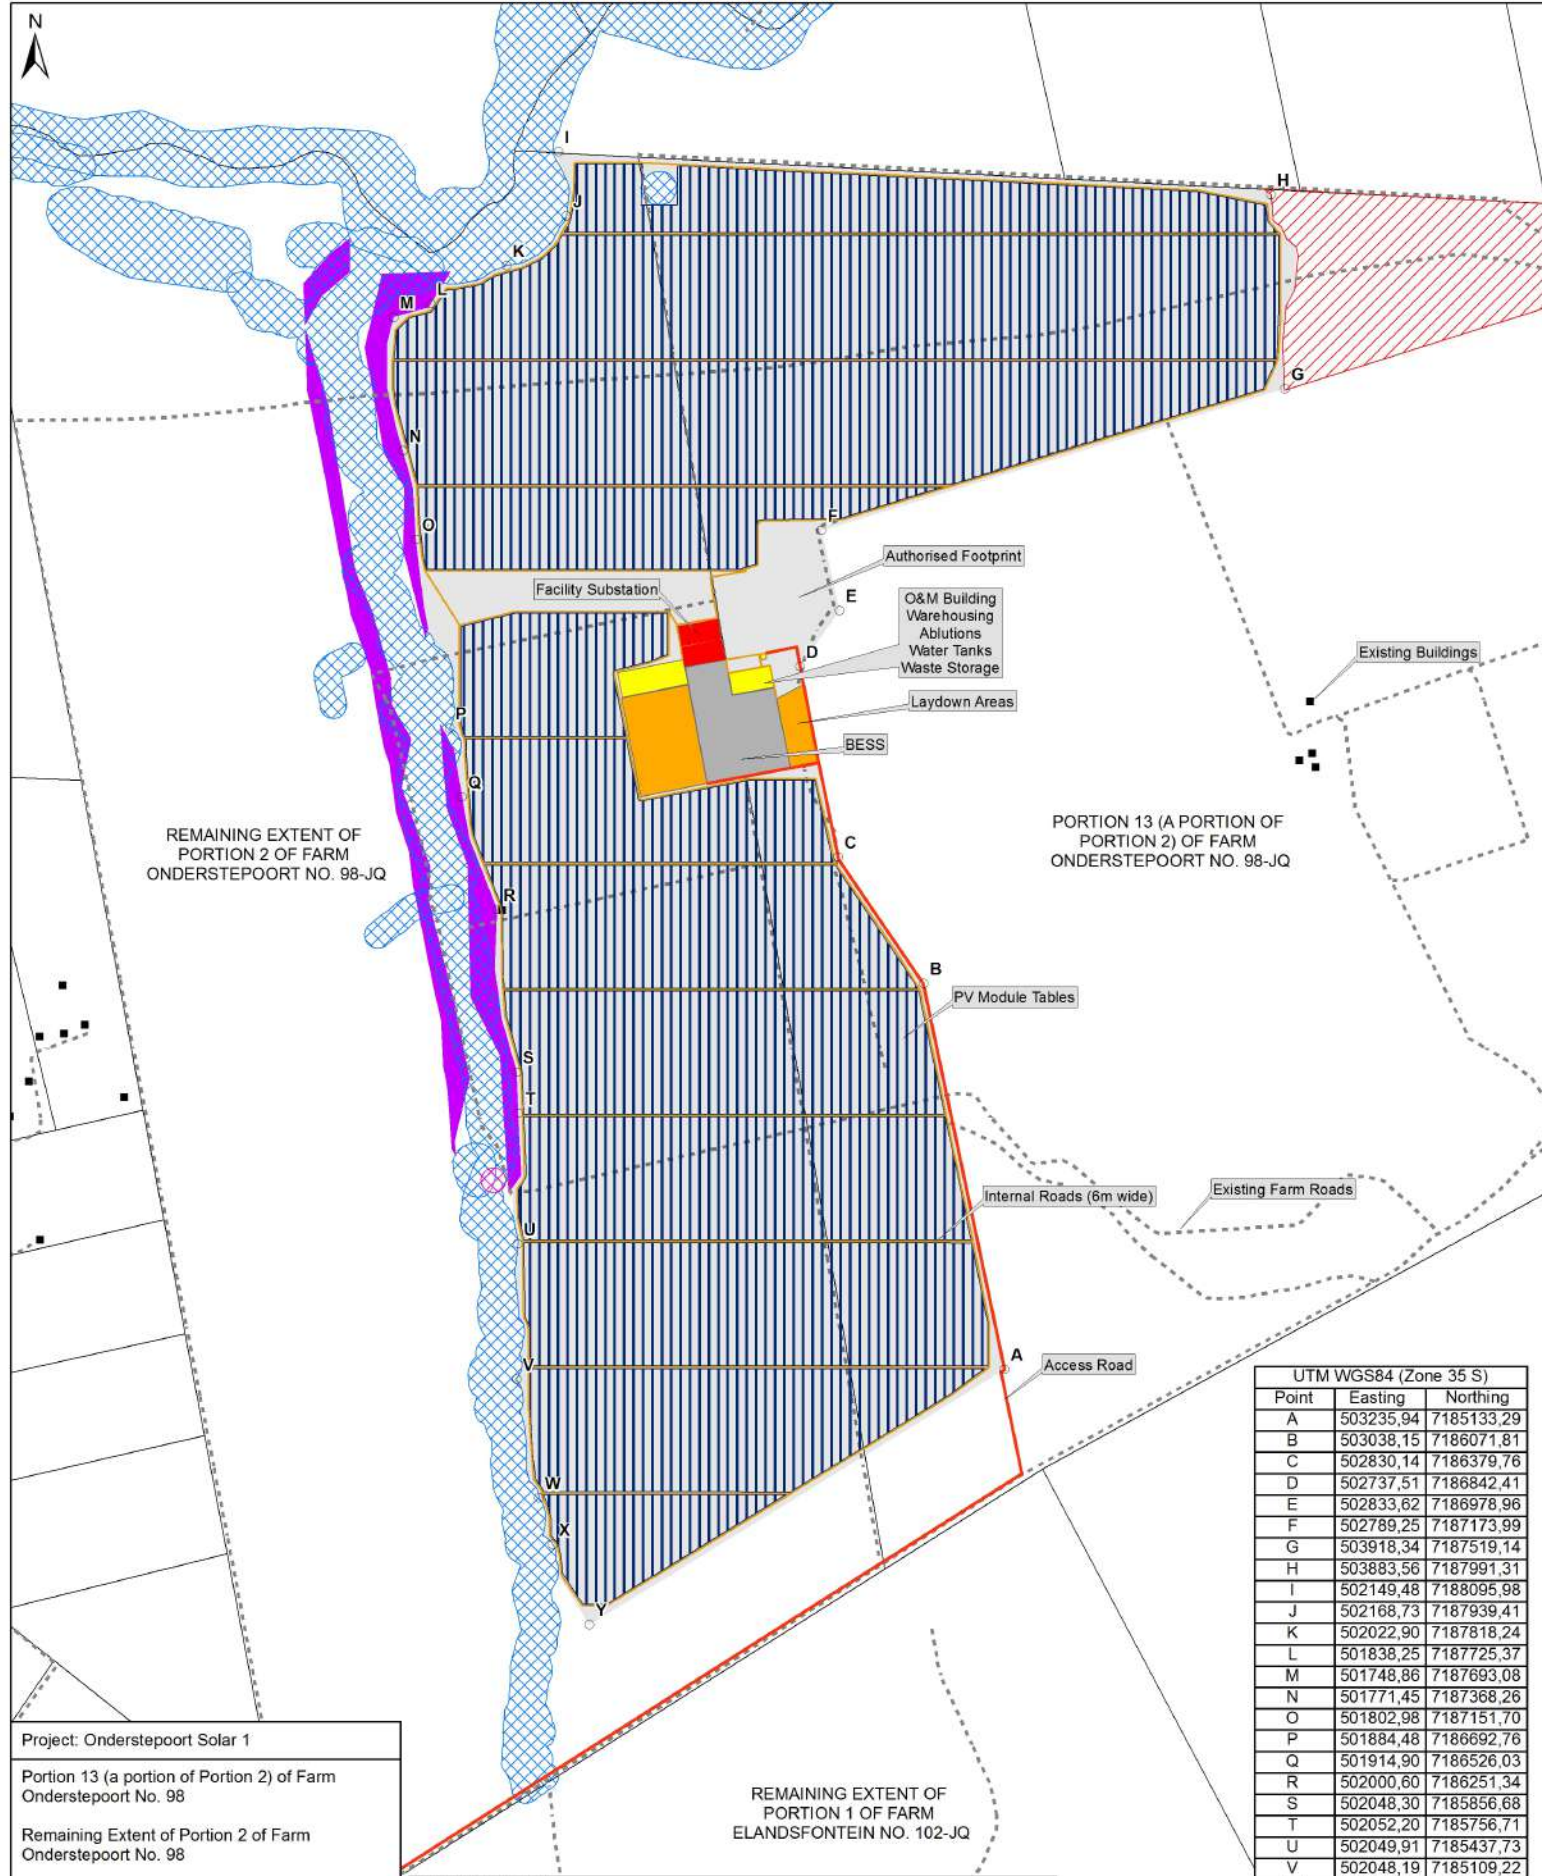 N
I
H
J
K
L
M
G
N
O
F
Authorised Footprint
Facility Substation
O&M Building
Warehousing
Ablutions
Water Tanks
Waste Storage
E
D
Existing Buildings
Laydown Areas
P
BESS
Q
REMAINING EXTENT OF
PORTION 2 OF FARM
ONDERSTEPOORT NO. 98-JQ
PORTION 13 (A PORTION OF
PORTION 2) OF FARM
ONDERSTEPOORT NO. 98-JQ
C
R
B
PV Module Tables
S
T
Internal Roads (6m wide)
Existing Farm Roads
U
V
A
Access Road
W
X
Y
UTM WGS84 (Zone 35 S)
Point Easting Northing
A 503235,94 7185133,29
B 503038,15 7186071,81
C 502830,14 7186379,76
D 502737,51 7186842,41
E 502833,62 7186978,96
F 502789,25 7187173,99
G 503918,34 7187519,14
H 503883,56 7187991,31
I 502149,48 7188095,98
J 502168,73 7187939,41
K 502022,90 7187818,24
L 501838,25 7187725,37
M 501748,86 7187693,08
N 501771,45 7187368,26
O 501802,98 7187151,70
P 501884,48 7186692,76
Q 501914,90 7186526,03
R 502000,60 7186251,34
S 502048,30 7185856,68
T 502052,20 7185756,71
U 502049,91 7185437,73
V 502048,19 7185109,22
Project: Onderstepoort Solar 1
Portion 13 (a portion of Portion 2) of Farm
Onderstepoort No. 98
Remaining Extent of Portion 2 of Farm
Onderstepoort No. 98
REMAINING EXTENT OF
PORTION 1 OF FARM
ELANDSFONTEIN NO. 102-JQ